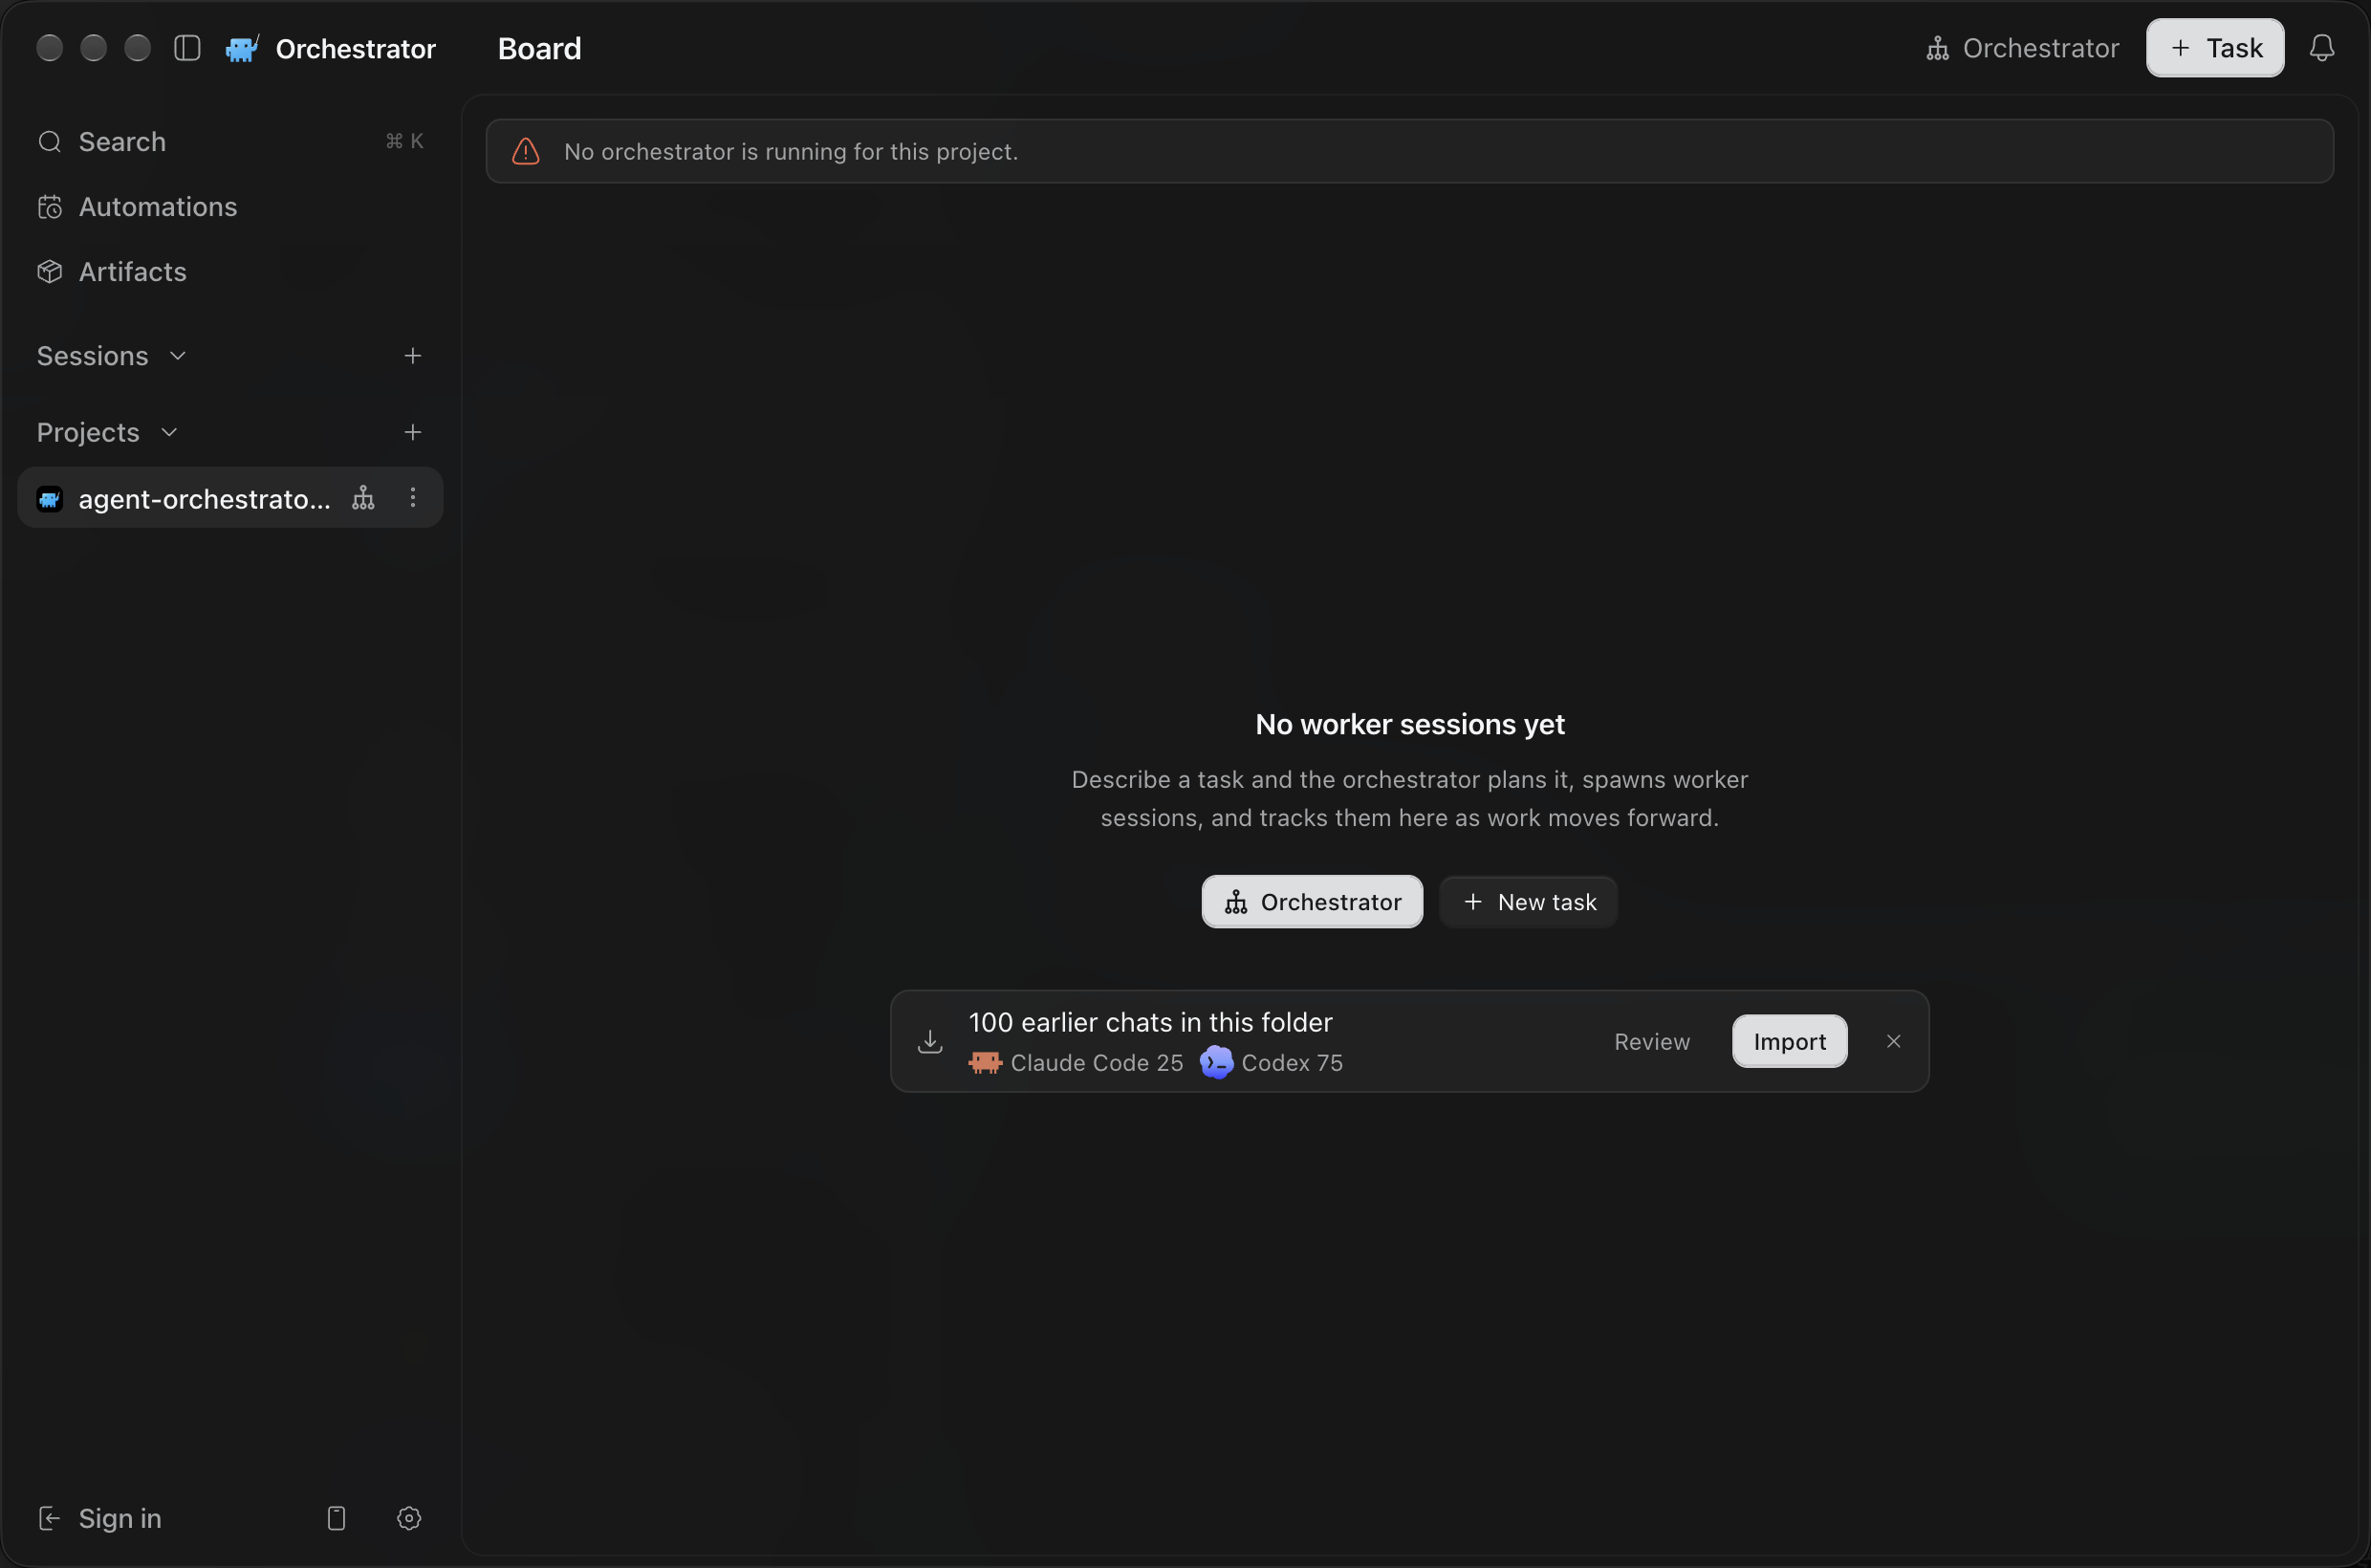 Orchestrator
Board
Orchestrator
+ Task
Search
⌘ K
Automations
Artifacts
Sessions
Projects
agent-orchestrato...
No orchestrator is running for this project.
No worker sessions yet
Describe a task and the orchestrator plans it, spawns worker
sessions, and tracks them here as work moves forward.
Orchestrator
+ New task
100 earlier chats in this folder
Claude Code 25 Codex 75
Review
Import
Sign in